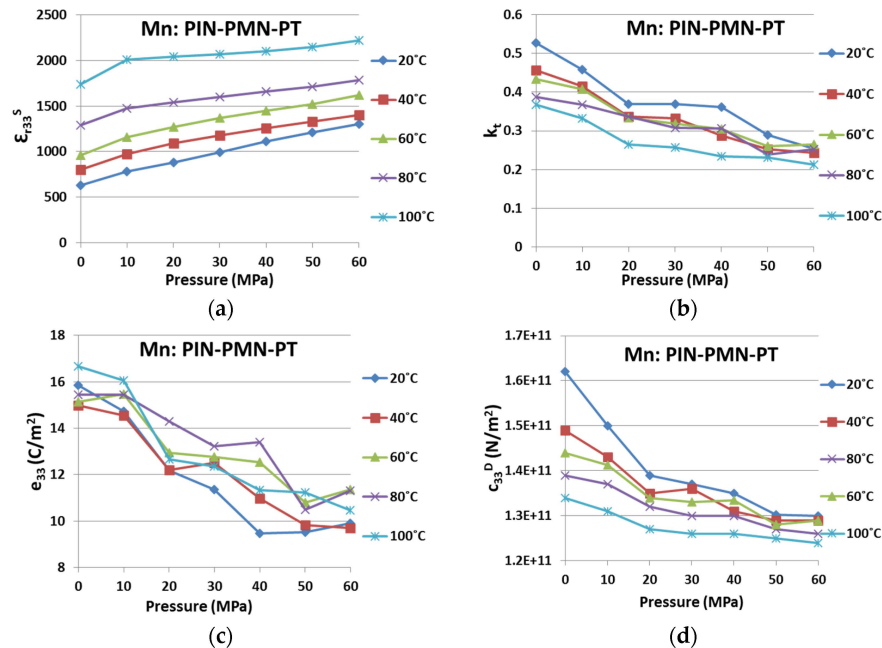 Mn: PIN-PMN-PT
2500
2000
1500
1000
500
0
ε_r33^S
0 10 20 30 40 50 60
Pressure (MPa)
20˚C
40˚C
60˚C
80˚C
100˚C
(a)
Mn: PIN-PMN-PT
0.6
0.5
0.4
0.3
0.2
0.1
0
k_t
0 10 20 30 40 50 60
Pressure (MPa)
20˚C
40˚C
60˚C
80˚C
100˚C
(b)
Mn: PIN-PMN-PT
18
16
14
12
10
8
e_33 (C/m²)
0 10 20 30 40 50 60
Pressure (MPa)
20˚C
40˚C
60˚C
80˚C
100˚C
(c)
Mn: PIN-PMN-PT
1.7E+11
1.6E+11
1.5E+11
1.4E+11
1.3E+11
1.2E+11
c_33^D (N/m²)
0 10 20 30 40 50 60
Pressure (MPa)
20˚C
40˚C
80˚C
60˚C
100˚C
(d)